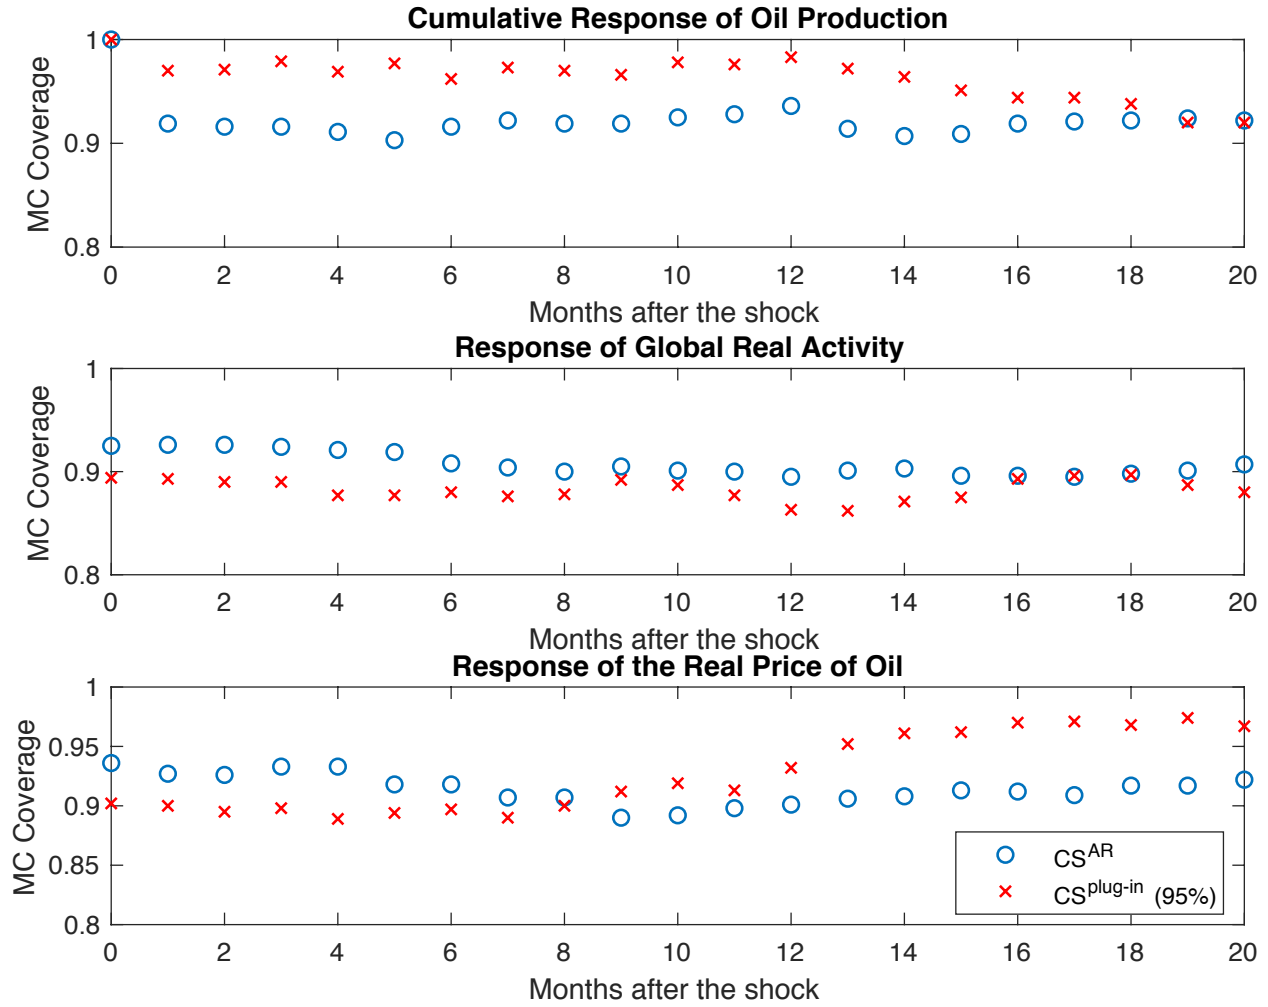 Cumulative Response of Oil Production
1
0.9
0.8
MC Coverage
0 2 4 6 8 10 12 14 16 18 20
Months after the shock
Response of Global Real Activity
1
0.9
0.8
MC Coverage
0 2 4 6 8 10 12 14 16 18 20
Months after the shock
Response of the Real Price of Oil
1
0.95
0.9
0.85
0.8
MC Coverage
CS^AR
CS^plug-in (95%)
0 2 4 6 8 10 12 14 16 18 20
Months after the shock